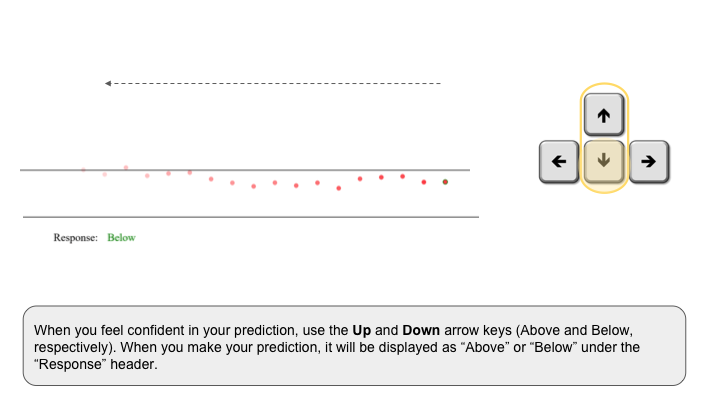 Response: Below
When you feel confident in your prediction, use the Up and Down arrow keys (Above and Below,
respectively). When you make your prediction, it will be displayed as “Above” or “Below” under the
“Response” header.